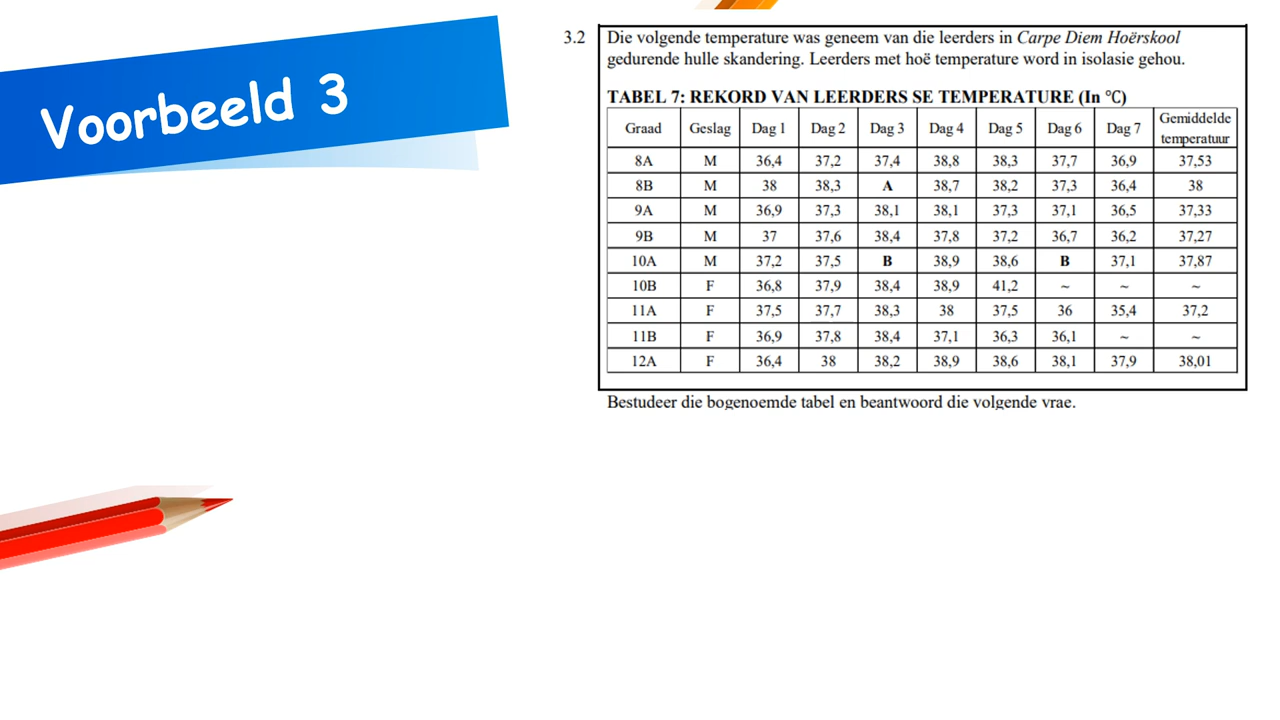 Voorbeeld 3
3.2 Die volgende temperature was geneem van die leerders in Carpe Diem Hoërskool
gedurende hulle skandering. Leerders met hoë temperature word in isolasie gehou.
TABEL 7: REKORD VAN LEERDERS SE TEMPERATURE (In °C)
Graad Geslag Dag 1 Dag 2 Dag 3 Dag 4 Dag 5 Dag 6 Dag 7 Gemiddelde temperatuur
8A M 36,4 37,2 37,4 38,8 38,3 37,7 36,9 37,53
8B M 38 38,3 A 38,7 38,2 37,3 36,4 38
9A M 36,9 37,3 38,1 38,1 37,3 37,1 36,5 37,33
9B M 37 37,6 38,4 37,8 37,2 36,7 36,2 37,27
10A M 37,2 37,5 B 38,9 38,6 B 37,1 37,87
10B F 36,8 37,9 38,4 38,9 41,2 ~ ~ ~
11A F 37,5 37,7 38,3 38 37,5 36 35,4 37,2
11B F 36,9 37,8 38,4 37,1 36,3 36,1 ~ ~
12A F 36,4 38 38,2 38,9 38,6 38,1 37,9 38,01
Bestudeer die bogenoemde tabel en beantwoord die volgende vrae.